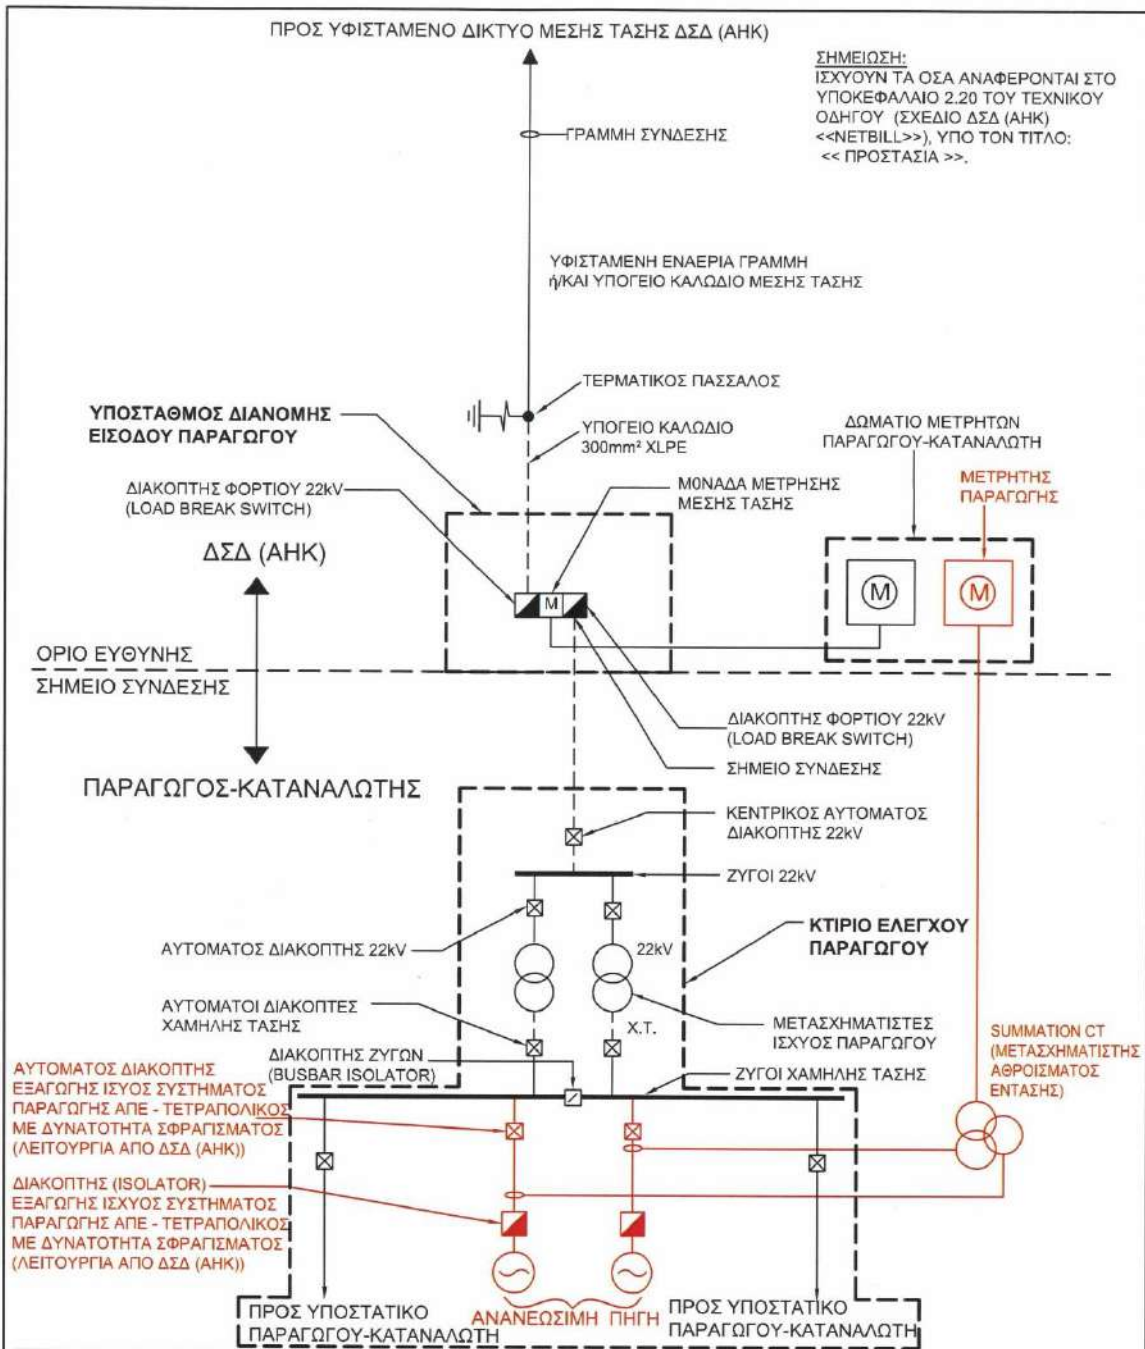 ΠΡΟΣ ΥΦΙΣΤΑΜΕΝΟ ΔΙΚΤΥΟ ΜΕΣΗΣ ΤΑΣΗΣ ΔΣΔ (ΑΗΚ)
ΣΗΜΕΙΩΣΗ:
ΙΣΧΥΟΥΝ ΤΑ ΟΣΑ ΑΝΑΦΕΡΟΝΤΑΙ ΣΤΟ
ΥΠΟΚΕΦΑΛΑΙΟ 2.20 ΤΟΥ ΤΕΧΝΙΚΟΥ
ΟΔΗΓΟΥ (ΣΧΕΔΙΟ ΔΣΔ (ΑΗΚ)
<<NETBILL>>), ΥΠΟ ΤΟΝ ΤΙΤΛΟ:
<< ΠΡΟΣΤΑΣΙΑ >>.
ΓΡΑΜΜΗ ΣΥΝΔΕΣΗΣ
ΥΦΙΣΤΑΜΕΝΗ ΕΝΑΕΡΙΑ ΓΡΑΜΜΗ
ή/ΚΑΙ ΥΠΟΓΕΙΟ ΚΑΛΩΔΙΟ ΜΕΣΗΣ ΤΑΣΗΣ
ΤΕΡΜΑΤΙΚΟΣ ΠΑΣΣΑΛΟΣ
ΥΠΟΣΤΑΘΜΟΣ ΔΙΑΝΟΜΗΣ
ΕΙΣΟΔΟΥ ΠΑΡΑΓΩΓΟΥ
ΥΠΟΓΕΙΟ ΚΑΛΩΔΙΟ
300mm² XLPE
ΔΩΜΑΤΙΟ ΜΕΤΡΗΤΩΝ
ΠΑΡΑΓΩΓΟΥ-ΚΑΤΑΝΑΛΩΤΗ
ΜΕΤΡΗΤΗΣ
ΠΑΡΑΓΩΓΗΣ
ΔΙΑΚΟΠΤΗΣ ΦΟΡΤΙΟΥ 22kV
(LOAD BREAK SWITCH)
Μ0ΝΑΔΑ ΜΕΤΡΗΣΗΣ
ΜΕΣΗΣ ΤΑΣΗΣ
ΔΣΔ (ΑΗΚ)
M
M
M
ΟΡΙΟ ΕΥΘΥΝΗΣ
ΣΗΜΕΙΟ ΣΥΝΔΕΣΗΣ
ΔΙΑΚΟΠΤΗΣ ΦΟΡΤΙΟΥ 22kV
(LOAD BREAK SWITCH)
ΣΗΜΕΙΟ ΣΥΝΔΕΣΗΣ
ΠΑΡΑΓΩΓΟΣ-ΚΑΤΑΝΑΛΩΤΗΣ
ΚΕΝΤΡΙΚΟΣ ΑΥΤΟΜΑΤΟΣ
ΔΙΑΚΟΠΤΗΣ 22kV
ΖΥΓΟΙ 22kV
ΚΤΙΡΙΟ ΕΛΕΓΧΟΥ
ΠΑΡΑΓΩΓΟΥ
ΑΥΤΟΜΑΤΟΣ ΔΙΑΚΟΠΤΗΣ 22kV
22kV
ΑΥΤΟΜΑΤΟΙ ΔΙΑΚΟΠΤΕΣ
ΧΑΜΗΛΗΣ ΤΑΣΗΣ
Χ.Τ.
ΜΕΤΑΣΧΗΜΑΤΙΣΤΕΣ
ΙΣΧΥΟΣ ΠΑΡΑΓΩΓΟΥ
SUMMATION CT
(ΜΕΤΑΣΧΗΜΑΤΙΣΤΗΣ
ΑΘΡΟΙΣΜΑΤΟΣ
ΕΝΤΑΣΗΣ)
ΔΙΑΚΟΠΤΗΣ ΖΥΓΩΝ
(BUSBAR ISOLATOR)
ΖΥΓΟΙ ΧΑΜΗΛΗΣ ΤΑΣΗΣ
ΑΥΤΟΜΑΤΟΣ ΔΙΑΚΟΠΤΗΣ
ΕΞΑΓΩΓΗΣ ΙΣΥΟΣ ΣΥΣΤΗΜΑΤΟΣ
ΠΑΡΑΓΩΓΗΣ ΑΠΕ - ΤΕΤΡΑΠΟΛΙΚΟΣ
ΜΕ ΔΥΝΑΤΟΤΗΤΑ ΣΦΡΑΓΙΣΜΑΤΟΣ
(ΛΕΙΤΟΥΡΓΙΑ ΑΠΟ ΔΣΔ (ΑΗΚ))
ΔΙΑΚΟΠΤΗΣ (ISOLATOR)
ΕΞΑΓΩΓΗΣ ΙΣΧΥΟΣ ΣΥΣΤΗΜΑΤΟΣ
ΠΑΡΑΓΩΓΗΣ ΑΠΕ - ΤΕΤΡΑΠΟΛΙΚΟΣ
ΜΕ ΔΥΝΑΤΟΤΗΤΑ ΣΦΡΑΓΙΣΜΑΤΟΣ
(ΛΕΙΤΟΥΡΓΙΑ ΑΠΟ ΔΣΔ (ΑΗΚ))
ΑΝΑΝΕΩΣΙΜΗ ΠΗΓΗ
ΠΡΟΣ ΥΠΟΣΤΑΤΙΚΟ
ΠΑΡΑΓΩΓΟΥ-ΚΑΤΑΝΑΛΩΤΗ
ΠΡΟΣ ΥΠΟΣΤΑΤΙΚΟ
ΠΑΡΑΓΩΓΟΥ-ΚΑΤΑΝΑΛΩΤΗ